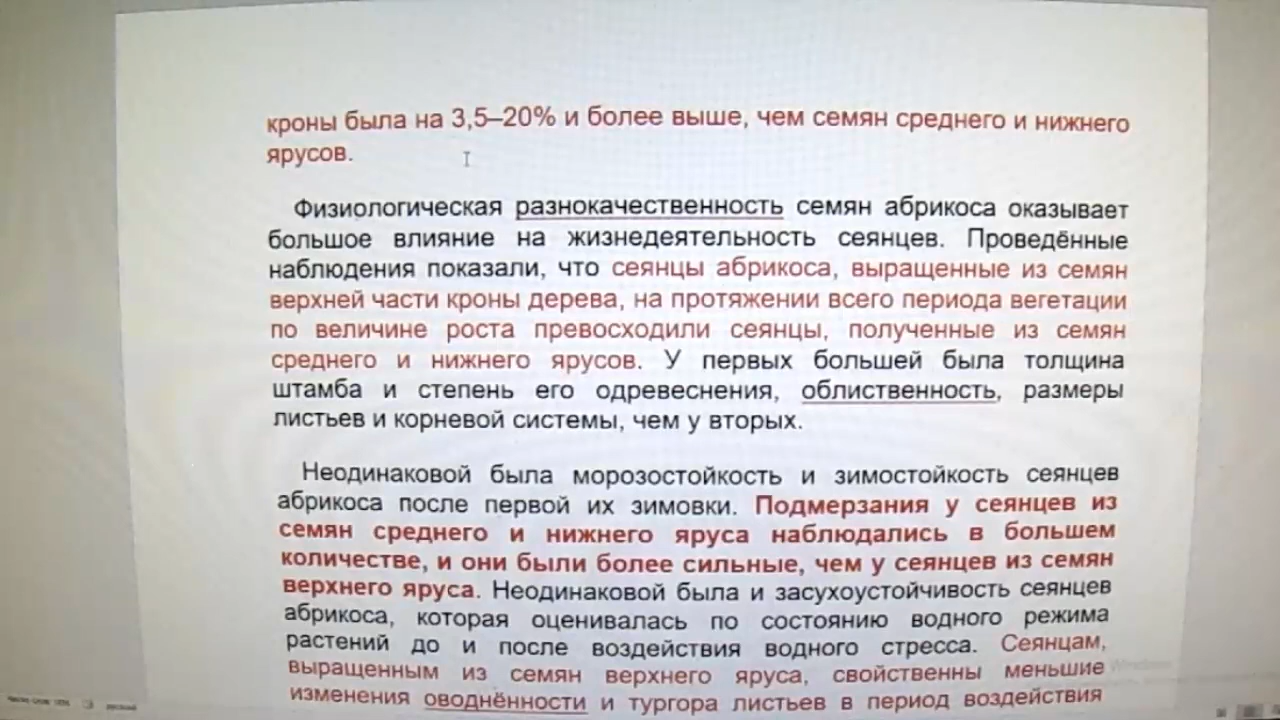 кроны была на 3,5–20% и более выше, чем семян среднего и нижнего
ярусов.
Физиологическая разнокачественность семян абрикоса оказывает
большое влияние на жизнедеятельность сеянцев. Проведённые
наблюдения показали, что сеянцы абрикоса, выращенные из семян
верхней части кроны дерева, на протяжении всего периода вегетации
по величине роста превосходили сеянцы, полученные из семян
среднего и нижнего ярусов. У первых большей была толщина
штамба и степень его одревеснения, облиственность, размеры
листьев и корневой системы, чем у вторых.
Неодинаковой была морозостойкость и зимостойкость сеянцев
абрикоса после первой их зимовки. Подмерзания у сеянцев из
семян среднего и нижнего яруса наблюдались в большем
количестве, и они были более сильные, чем у сеянцев из семян
верхнего яруса. Неодинаковой была и засухоустойчивость сеянцев
абрикоса, которая оценивалась по состоянию водного режима
растений до и после воздействия водного стресса. Сеянцам,
выращенным из семян верхнего яруса, свойственны меньшие
изменения оводнённости и тургора листьев в период воздействия
Windows
русский